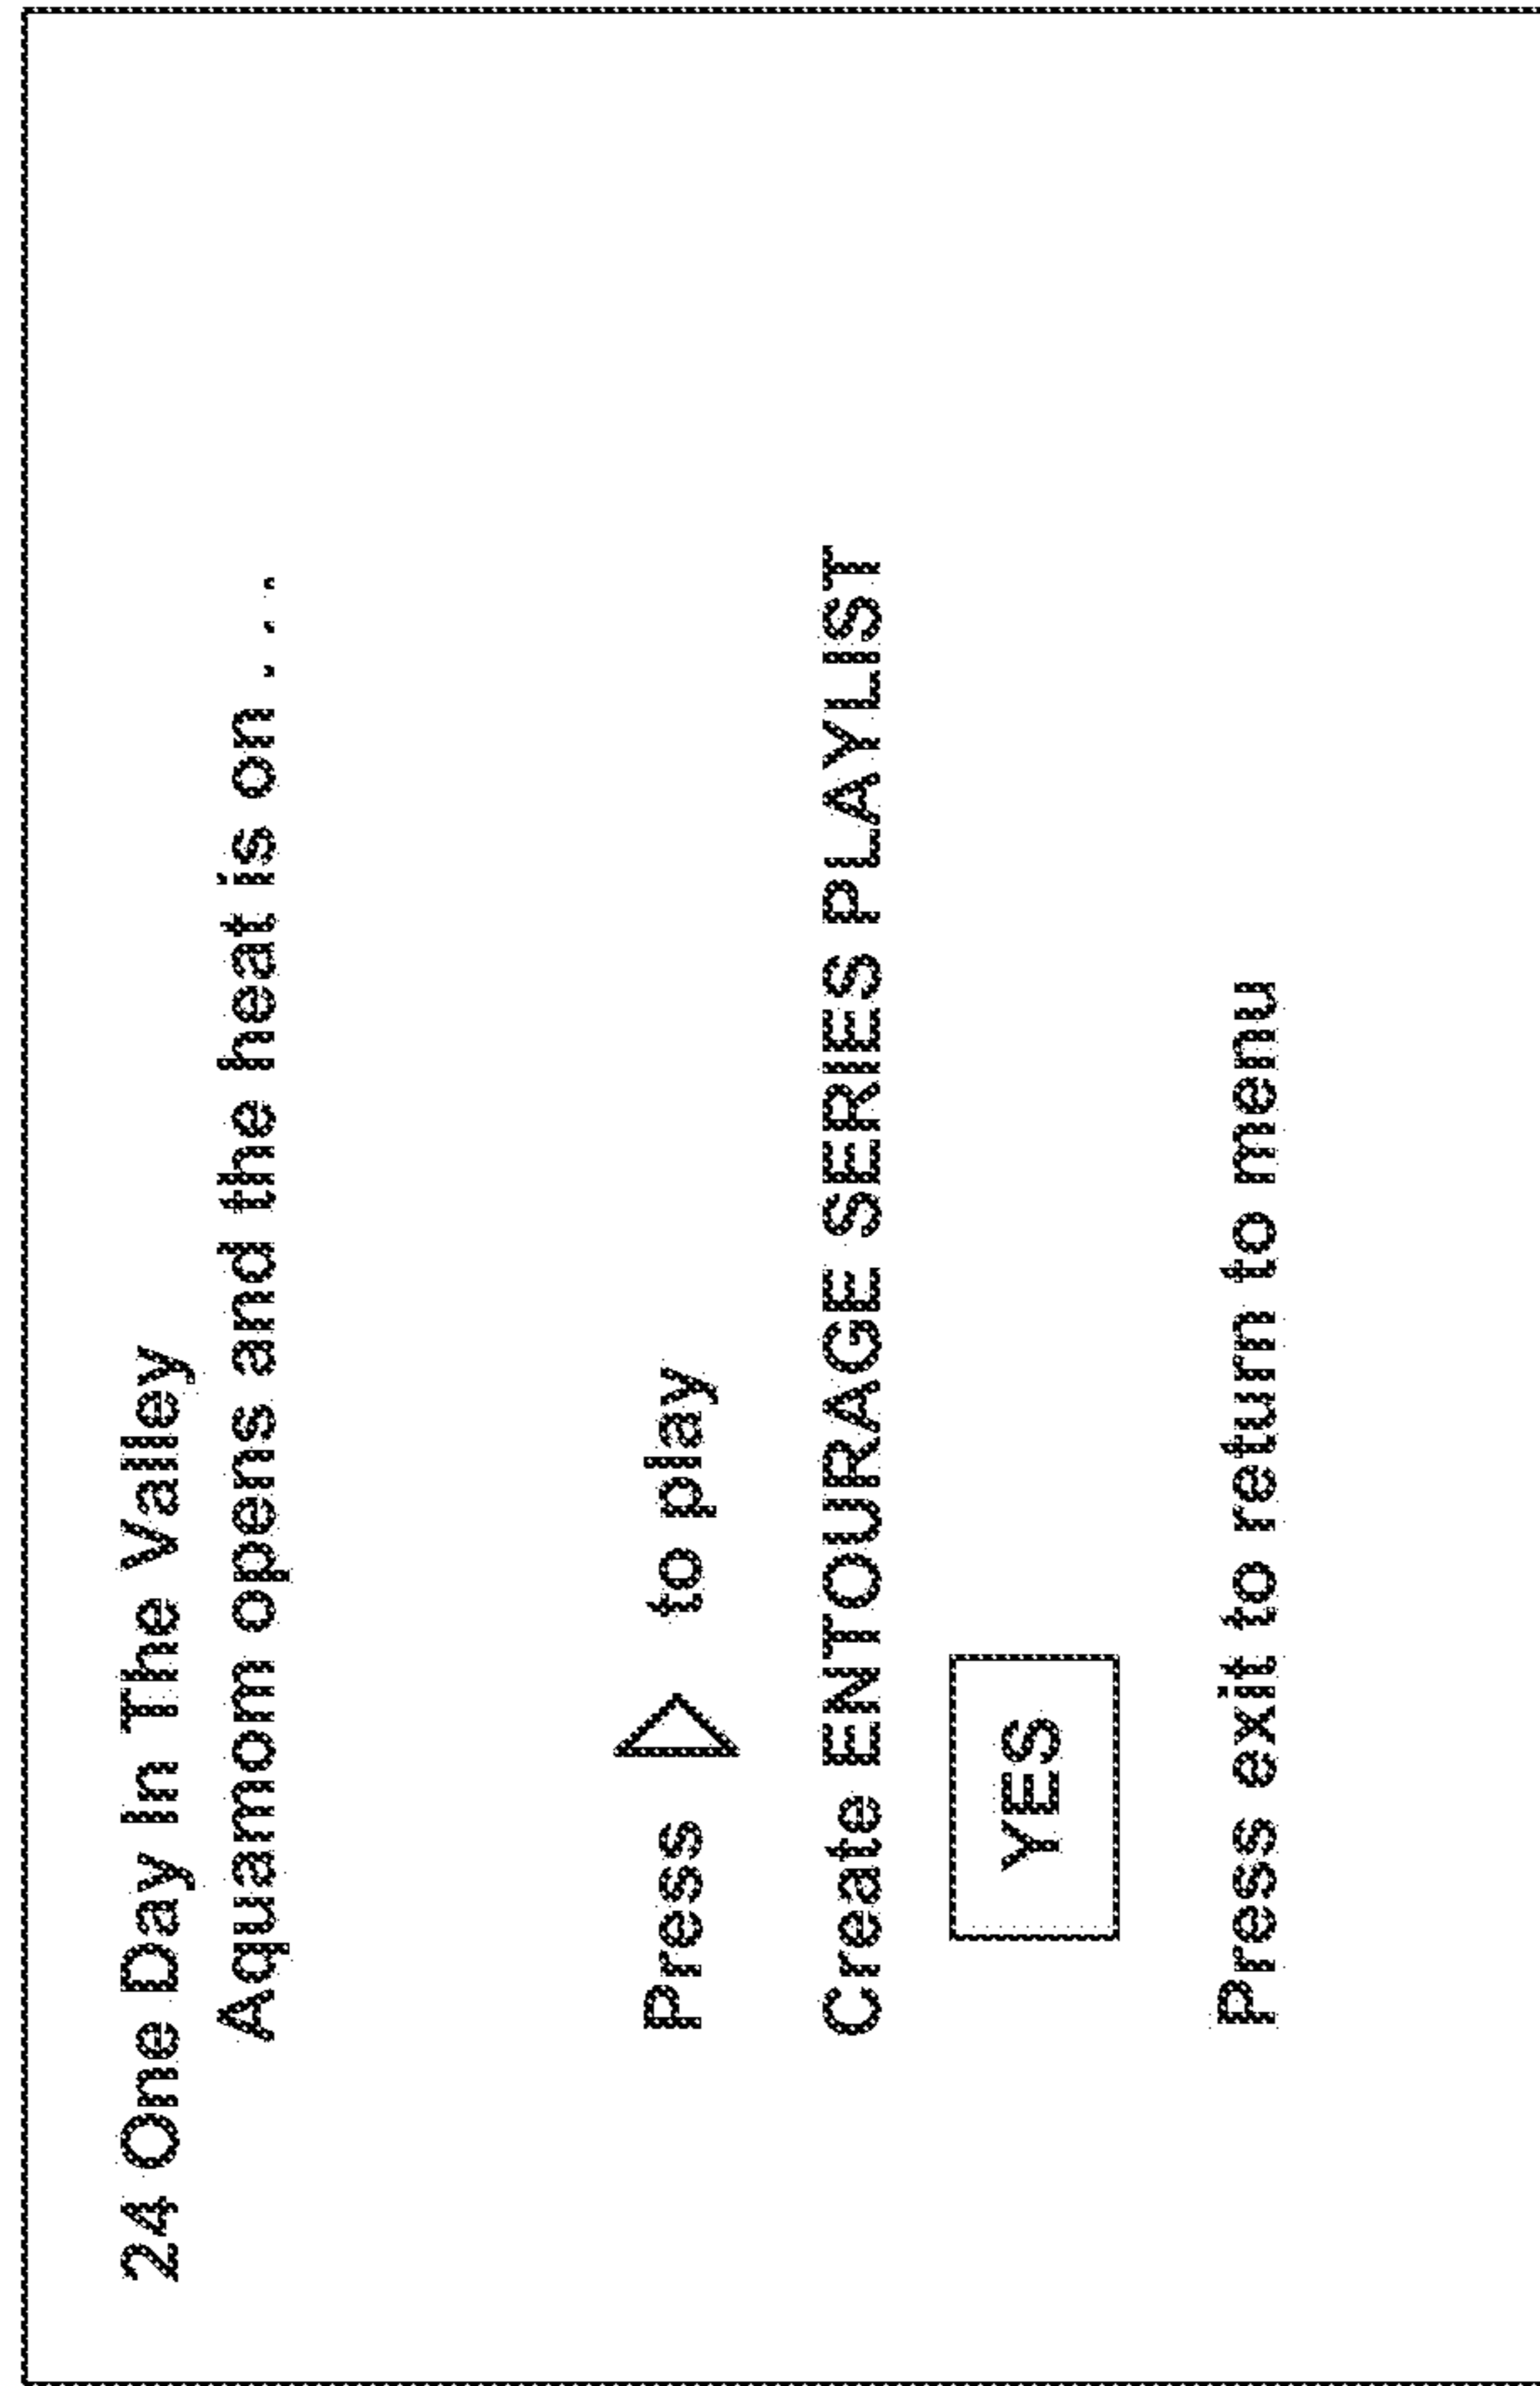 24 One Day In The Valley
Aquamom opens and the heat is on . . .
Press ▷ to play
Create ENTOURAGE SERIES PLAYLIST
YES
Press exit to return to menu